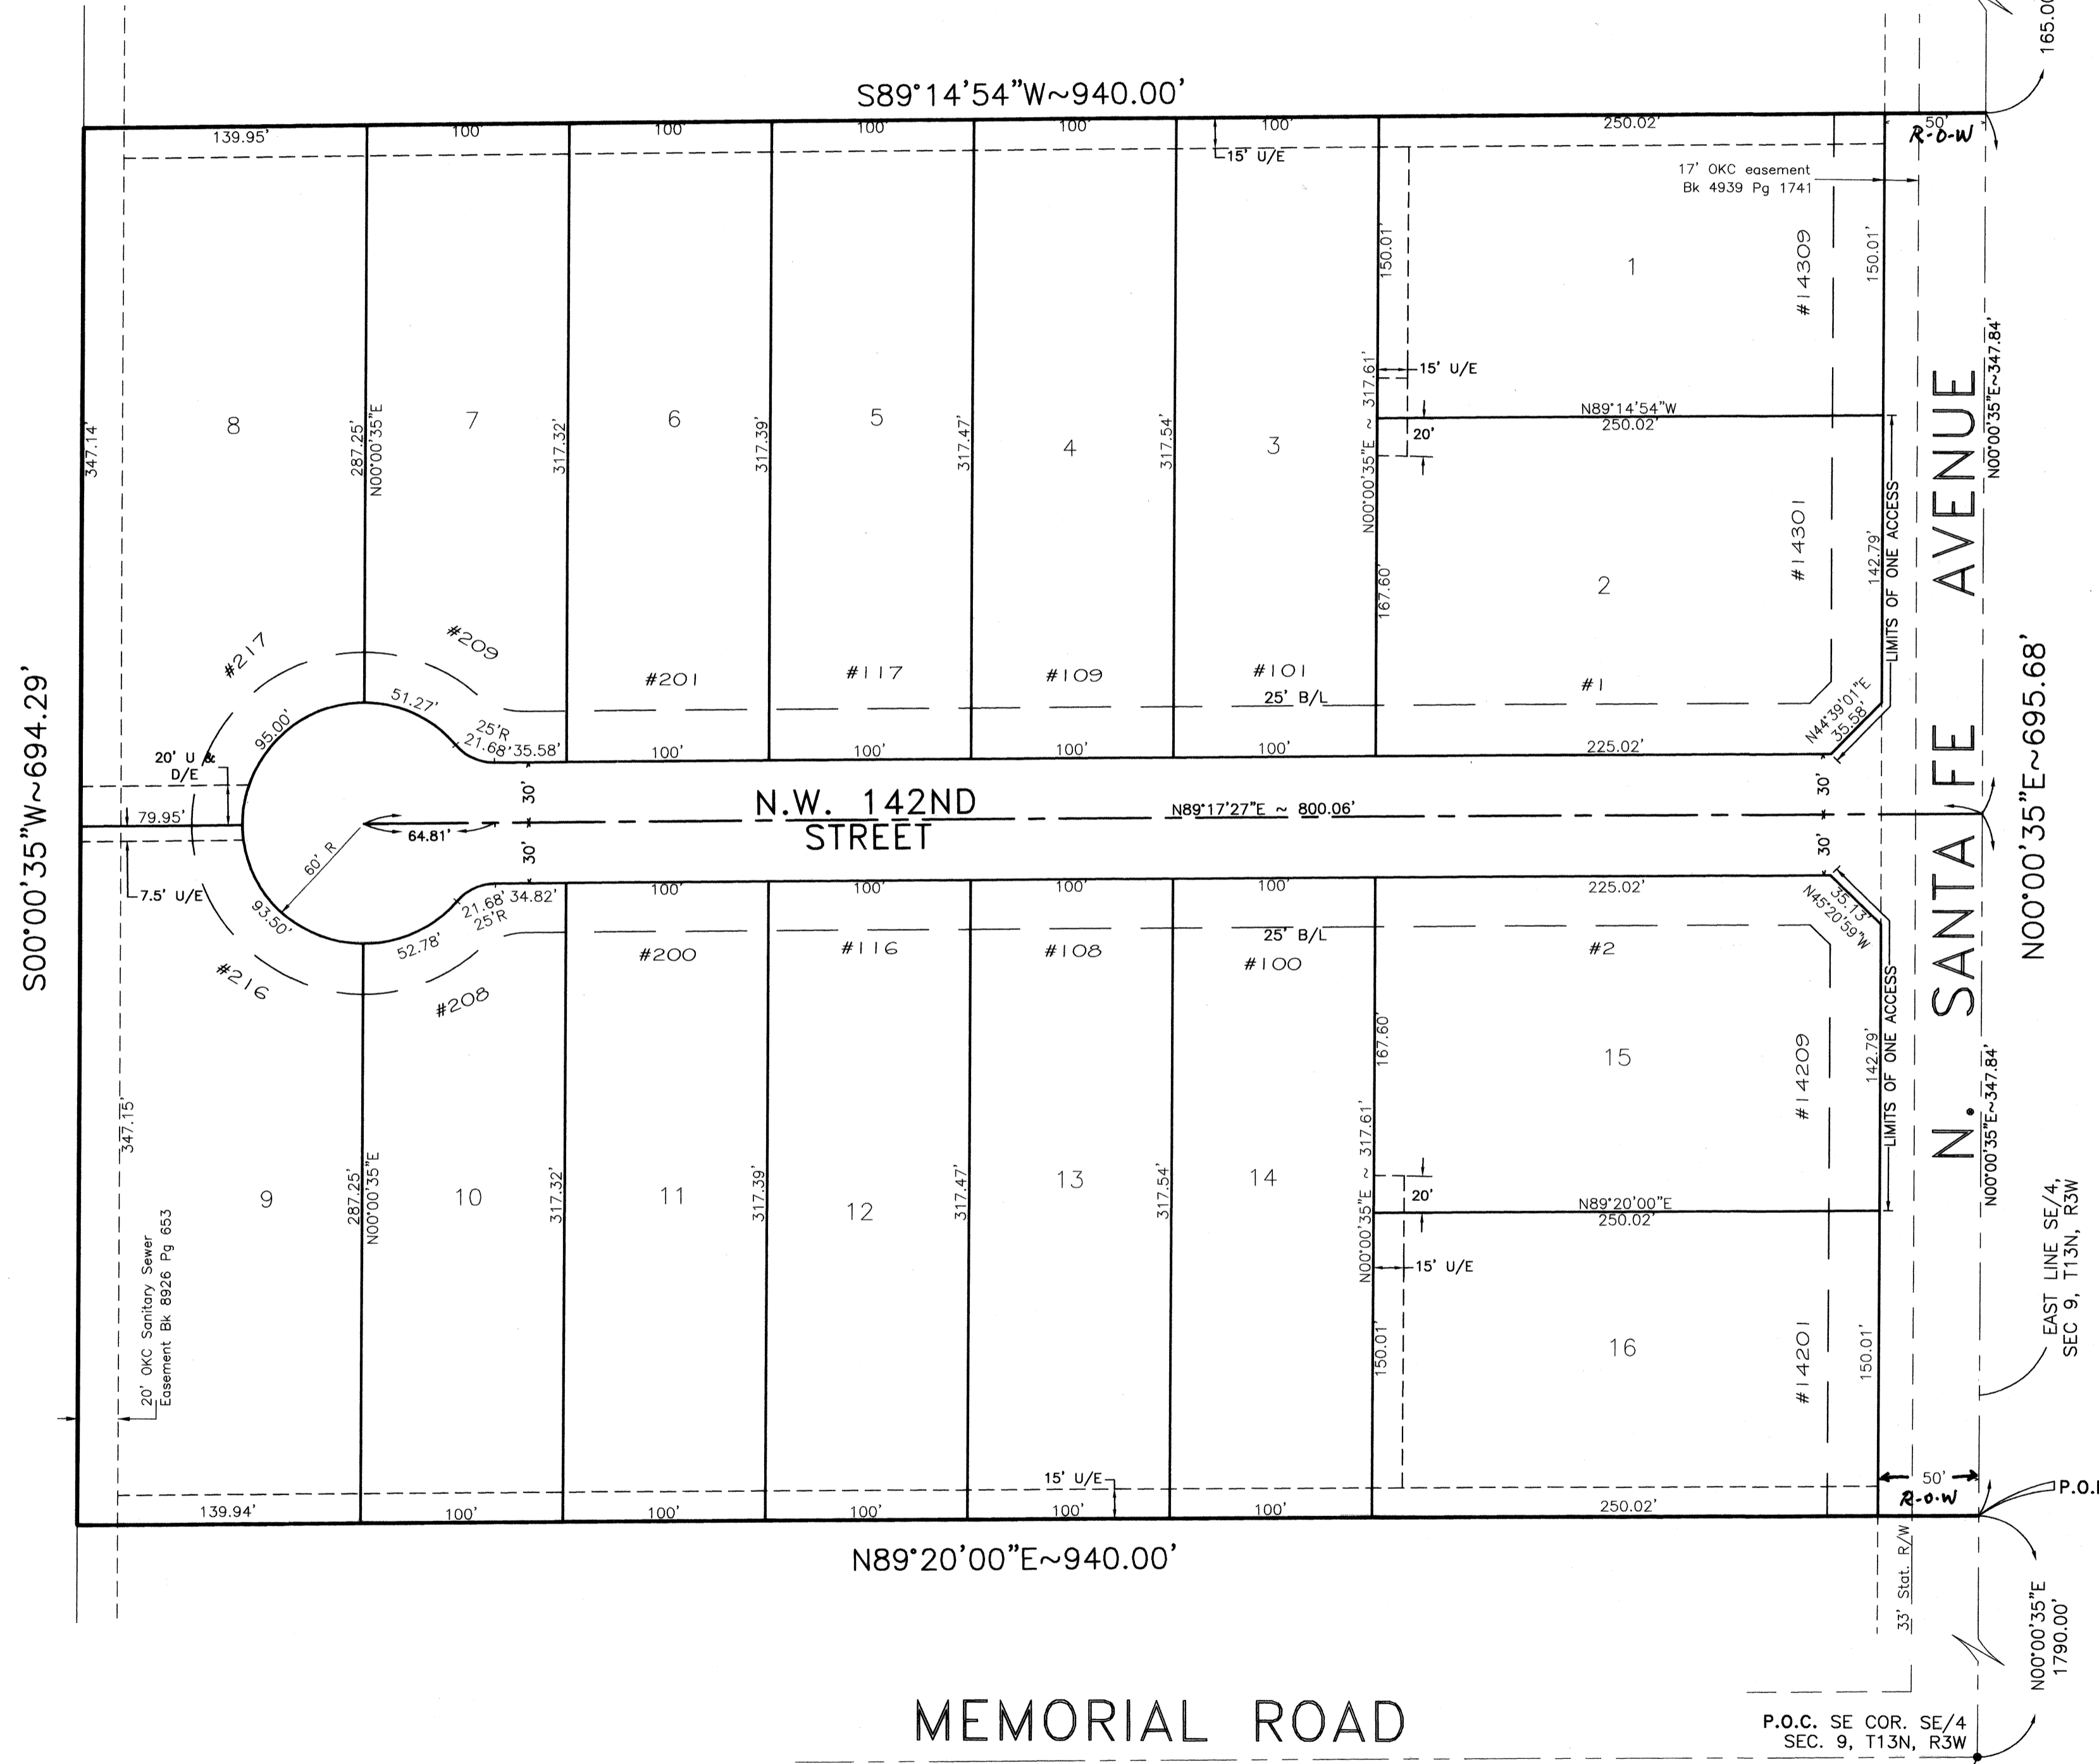 165.00
S89°14'54"W~940.00'
139.95'
100'
100'
100'
100'
100'
250.02'
50'
R-O-W
15' U/E
17' OKC easement
Bk 4939 Pg 1741
150.01'
1
#14309
150.01'
N00°00'35"E~347.84'
15' U/E
N00°00'35"E ~ 317.61'
N89°14'54"W
250.02'
20'
347.14'
8
287.25'
N00°00'35"E
7
317.32'
6
317.39'
5
317.47'
4
317.54'
3
167.60'
2
#14301
142.79'
LIMITS OF ONE ACCESS
N. SANTA FE AVENUE
#217
#209
#201
#117
#109
#101
25' B/L
#1
N44°39'01"E
35.58'
S00°00'35"W~694.29'
N00°00'35"E~695.68'
95.00'
51.27'
25'R
21.68'
35.58'
100'
100'
100'
100'
225.02'
20' U &
D/E
79.95'
30'
30'
N.W. 142ND
STREET
N89°17'27"E ~ 800.06'
64.81'
60' R
30'
30'
7.5' U/E
93.50'
52.78'
21.68'
25'R
34.82'
100'
100'
100'
100'
225.02'
35.13'
N45°20'59"W
#216
#208
#200
#116
#108
25' B/L
#100
#2
347.15'
9
287.25'
N00°00'35"E
10
317.32'
11
317.39'
12
317.47'
13
317.54'
14
167.60'
15
#14209
142.79'
LIMITS OF ONE ACCESS
N00°00'35"E~347.84'
N00°00'35"E ~ 317.61'
20'
N89°20'00"E
250.02'
15' U/E
150.01'
16
#14201
150.01'
EAST LINE SE/4,
SEC 9, T13N, R3W
20' OKC Sanitary Sewer
Easement Bk 8926 Pg 653
15' U/E
50'
R-O-W
139.94'
100'
100'
100'
100'
100'
250.02'
N89°20'00"E~940.00'
33' Stat. R/W
N00°00'35"E
1790.00'
MEMORIAL ROAD
P.O.C. SE COR. SE/4
SEC. 9, T13N, R3W